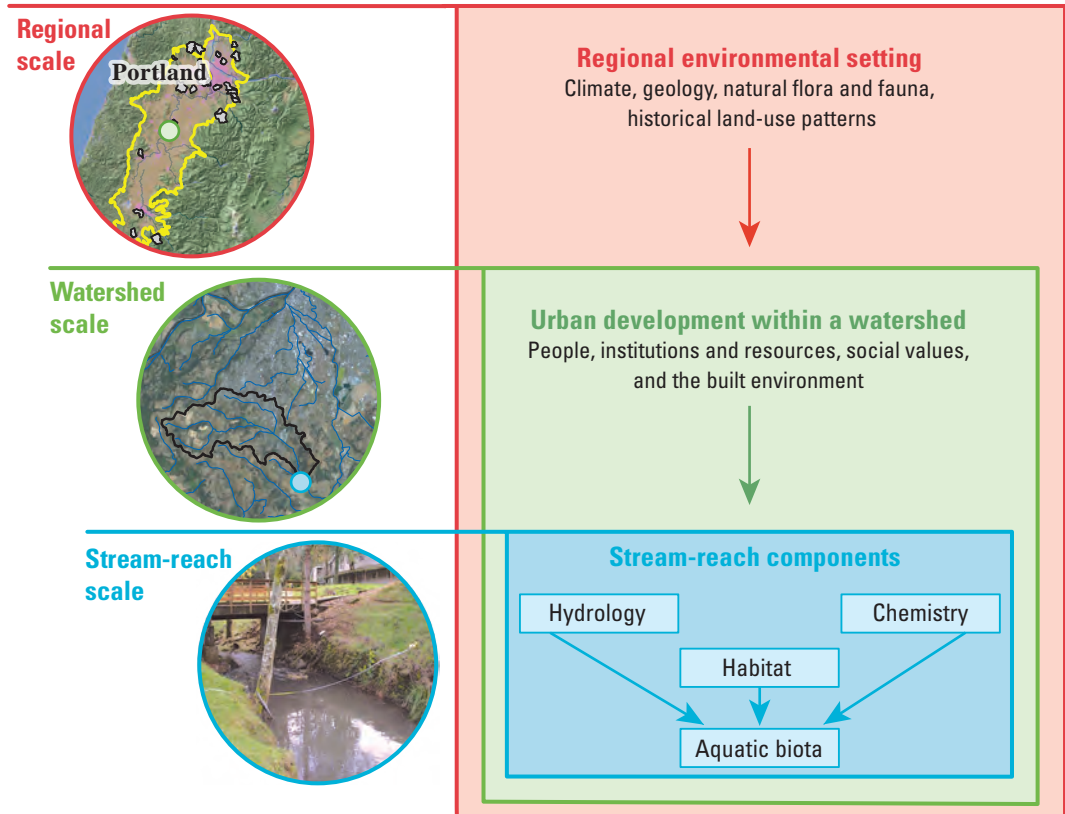 Regional
scale
Portland
Regional environmental setting
Climate, geology, natural flora and fauna,
historical land-use patterns
Watershed
scale
Urban development within a watershed
People, institutions and resources, social values,
and the built environment
Stream-reach
scale
Stream-reach components
Hydrology
Chemistry
Habitat
Aquatic biota